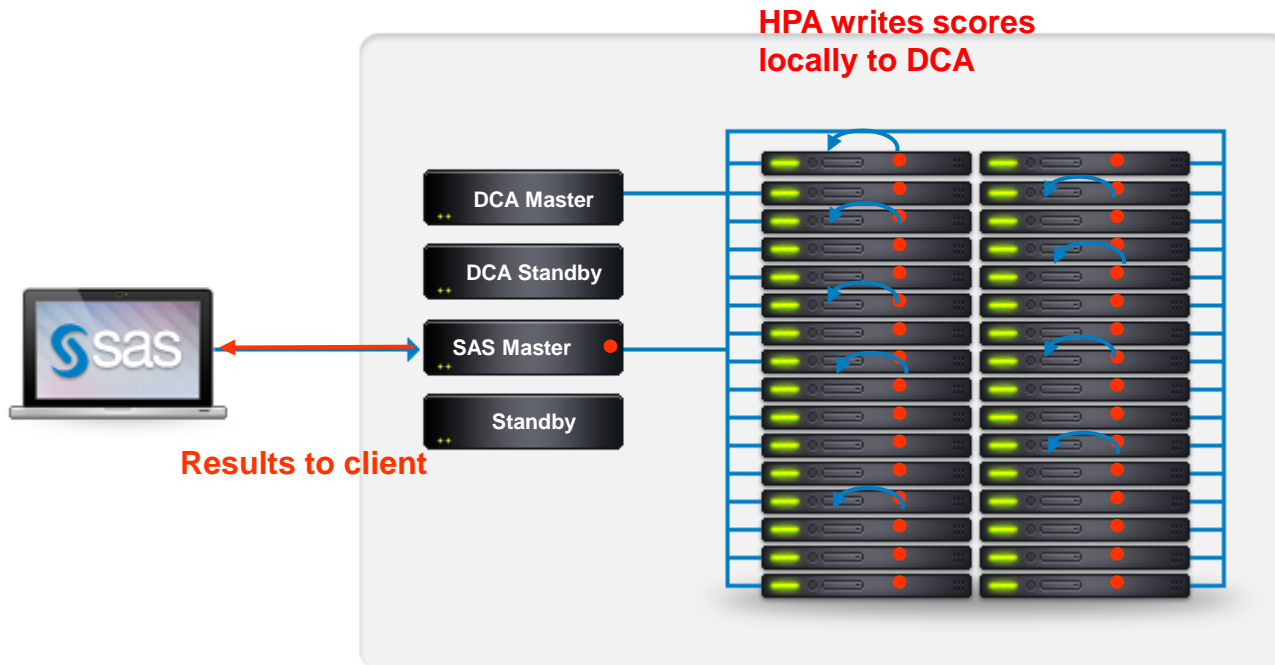 HPA writes scores
locally to DCA
DCA Master
DCA Standby
sas
SAS Master
Standby
Results to client